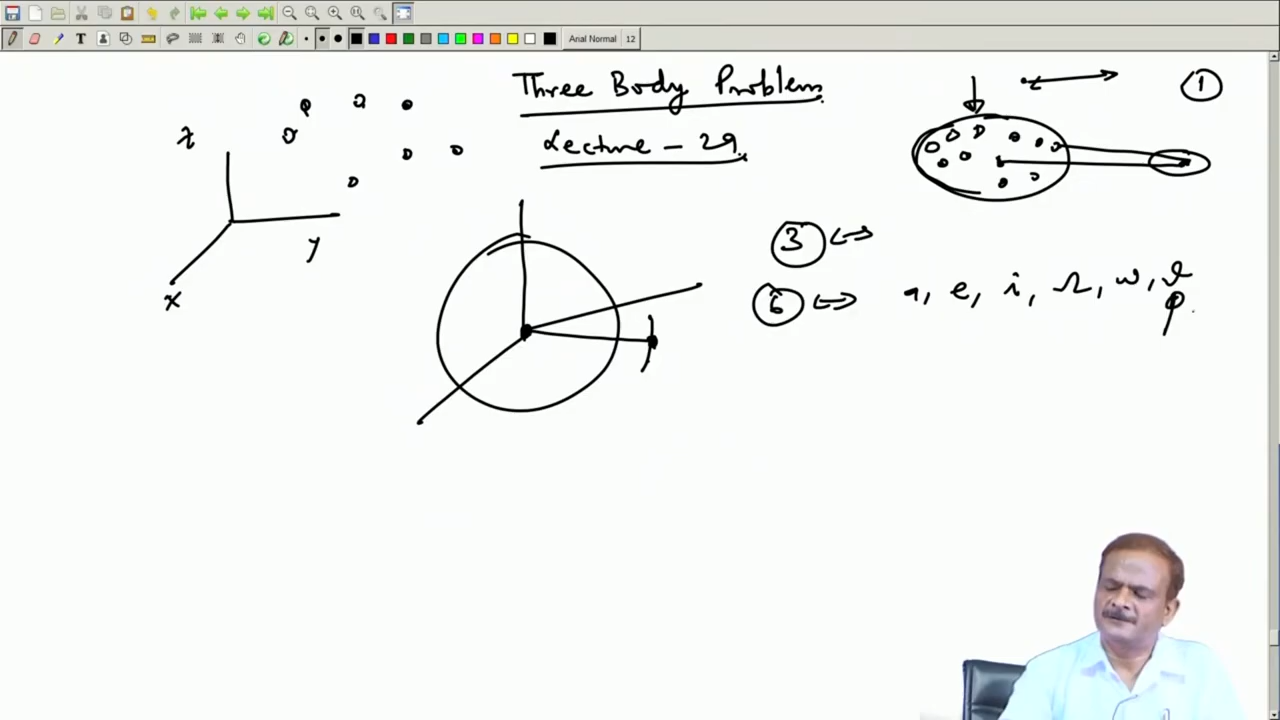 T Arial Normal 12
Three Body Problem
1
Lecture - 29
z
y
x
3 ↔
6 ↔ a, e, i, Ω, ω, ϑ